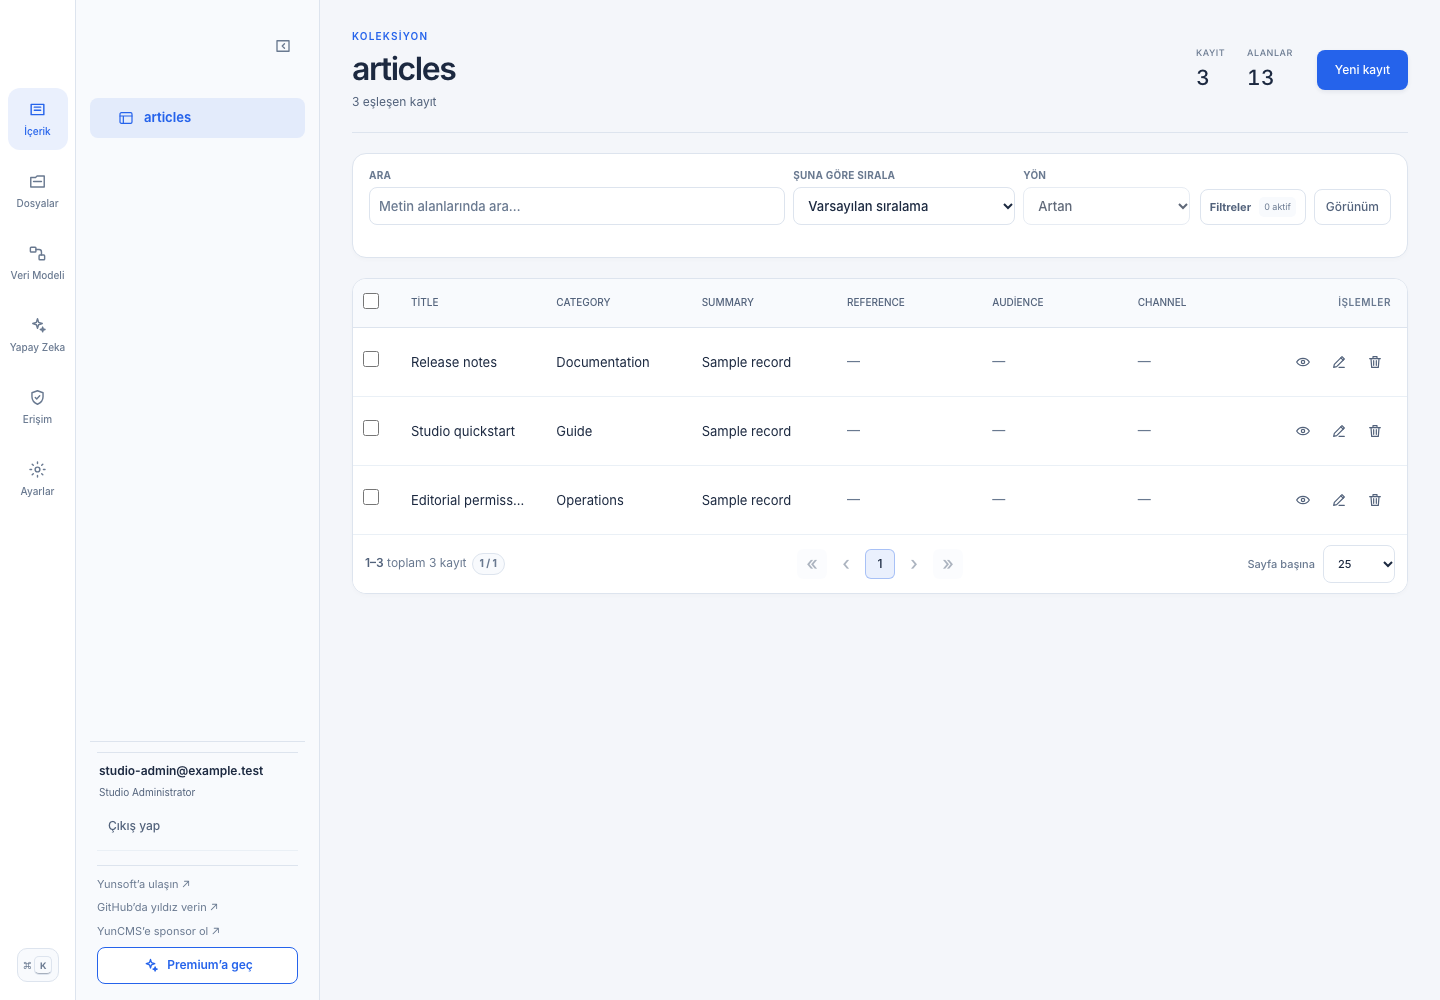 İçerik
Dosyalar
Veri Modeli
Yapay Zeka
Erişim
Ayarlar
⌘ K
articles
studio-admin@example.test
Studio Administrator
Çıkış yap
Yunsoft’a ulaşın ↗
GitHub’da yıldız verin ↗
YunCMS’e sponsor ol ↗
Premium’a geç
KOLEKSİYON
articles
3 eşleşen kayıt
KAYIT ALANLAR
3 13
Yeni kayıt
ARA ŞUNA GÖRE SIRALA YÖN
Metin alanlarında ara... Varsayılan sıralama Artan Filtreler 0 aktif Görünüm
TİTLE CATEGORY SUMMARY REFERENCE AUDİENCE CHANNEL İŞLEMLER
Release notes Documentation Sample record — — —
Studio quickstart Guide Sample record — — —
Editorial permiss... Operations Sample record — — —
1–3 toplam 3 kayıt 1 / 1 « ‹ 1 › » Sayfa başına 25